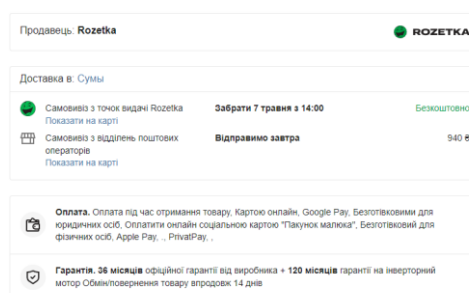 Продавець: Rozetka
ROZETKA
Доставка в: Сумы
Самовивіз з точок видачі Rozetka Забрати 7 травня з 14:00 Безкоштовно
Показати на карті
Самовивіз з відділень поштових Відправимо завтра 940 ₴
операторів
Показати на карті
Оплата. Оплата під час отримання товару, Картою онлайн, Google Pay, Безготівковими для
юридичних осіб, Оплатити онлайн соціальною картою "Пакунок малюка", Безготівковий для
фізичних осіб, Apple Pay, ., PrivatPay, ,
Гарантія. 36 місяців офіційної гарантії від виробника + 120 місяців гарантії на інверторний
мотор Обмін/повернення товару впродовж 14 днів